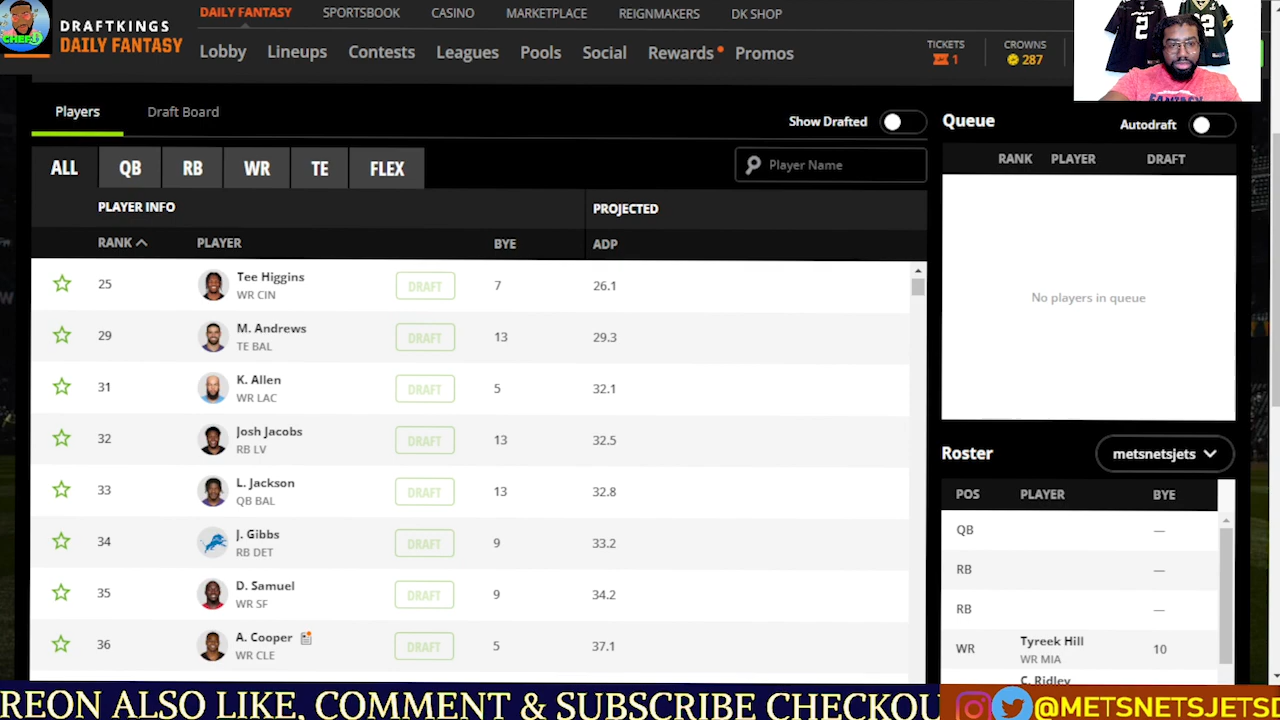 DAILY FANTASY SPORTSBOOK CASINO MARKETPLACE REIGNMAKERS DK SHOP
CHEF
DRAFTKINGS
DAILY FANTASY
Lobby Lineups Contests Leagues Pools Social Rewards Promos
TICKETS
1
CROWNS
287
2
12
FANTASY
Players Draft Board
Show Drafted
Queue
Autodraft
ALL QB RB WR TE FLEX
Player Name
RANK PLAYER DRAFT
PLAYER INFO PROJECTED
RANK PLAYER BYE ADP
25 Tee Higgins DRAFT 7 26.1
WR CIN
29 M. Andrews DRAFT 13 29.3
TE BAL
31 K. Allen DRAFT 5 32.1
WR LAC
32 Josh Jacobs DRAFT 13 32.5
RB LV
33 L. Jackson DRAFT 13 32.8
QB BAL
34 J. Gibbs DRAFT 9 33.2
RB DET
35 D. Samuel DRAFT 9 34.2
WR SF
36 A. Cooper DRAFT 5 37.1
WR CLE
No players in queue
Roster
metsnetsjets
POS PLAYER BYE
QB —
RB —
RB —
WR Tyreek Hill 10
WR MIA
C. Ridley
REON ALSO LIKE, COMMENT & SUBSCRIBE CHECKOU
@METSNETSJETSD